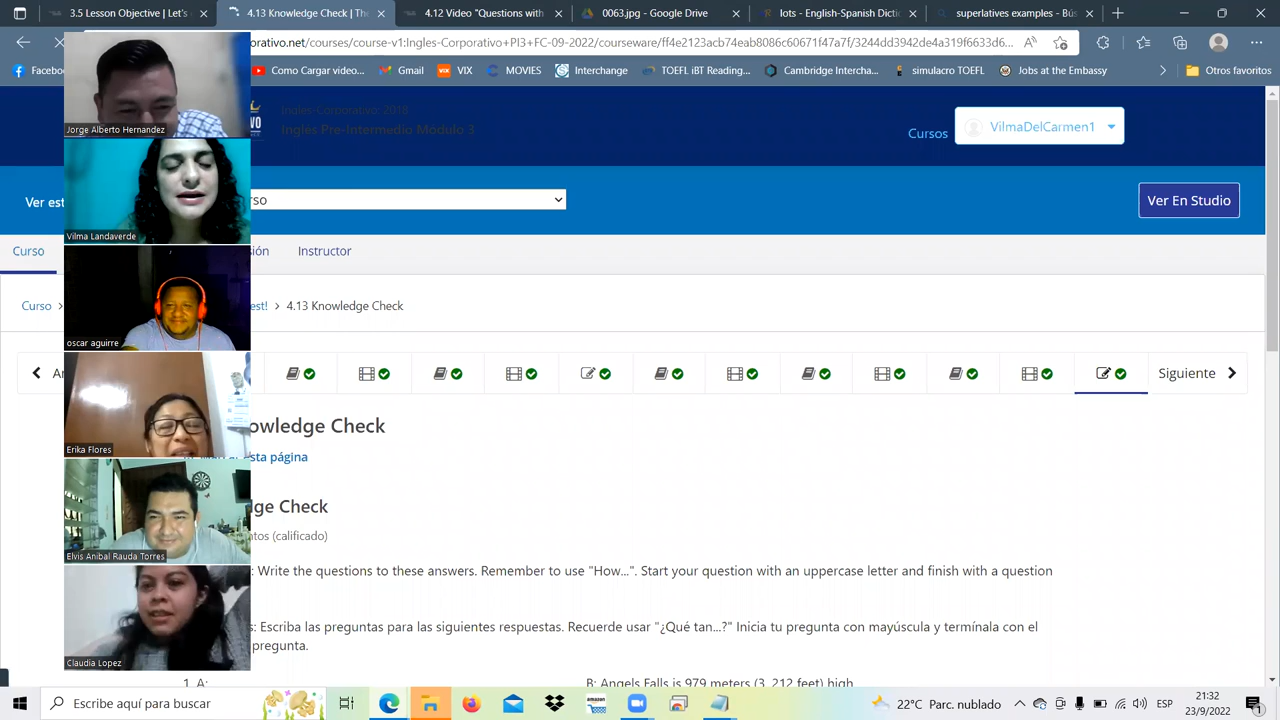 3.5 Practice Exercises | Let's
4.13 Knowledge Check | The
4.12 Video "Questions with
0063.jpg - Google Drive
lots - English-Spanish Dictio
superlatives examples - Bús
orativo.net/courses/course-v1:Ingles-Corporativo+PI3+FC-09-2022/courseware/ff4e2123acb74eab8086c60671f47a7f/3244ddd3942de4a319f6633d6...
Facebo
Como Cargar vídeo...
Gmail
VIX
MOVIES
Interchange
TOEFL iBT Reading...
Cambridge Intercha...
simulacro TOEFL
Jobs at the Embassy
Otros favoritos
Ingles-Corporativo: 2018
Ingles Pre-Intermedio Módulo 3
Cursos
VilmaDelCarmen1
Ver est
rso
Ver En Studio
Curso
sión
Instructor
Curso
est!
4.13 Knowledge Check
An
Siguiente
owledge Check
esta página
ge Check
ntos (calificado)
: Write the questions to these answers. Remember to use "How...". Start your question with an uppercase letter and finish with a question
s: Escriba las preguntas para las siguientes respuestas. Recuerde usar "¿Qué tan...?" Inicia tu pregunta con mayúscula y termínala con el
pregunta.
1. A:
B: Angels Falls is 979 meters (3, 212 feet) high
Jorge Alberto Hernandez
Vilma Landaverde
oscar aguirre
Erika Flores
Elvis Anibal Rauda Torres
Claudia Lopez
Escribe aquí para buscar
amazon
22°C Parc. nublado
ESP
21:32
23/9/2022
1